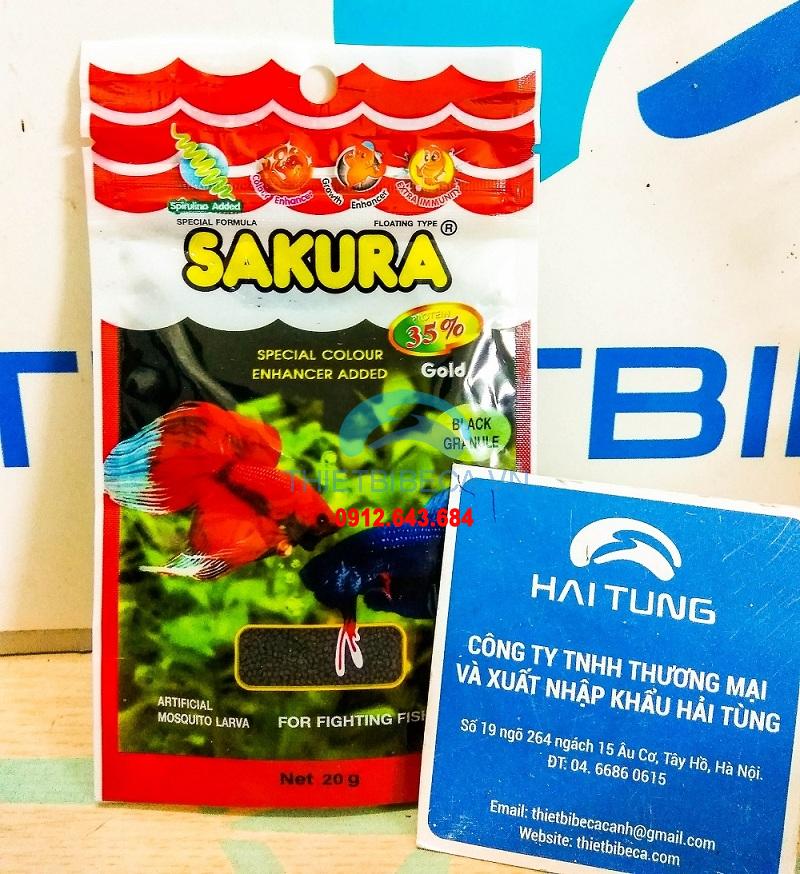 Spirulina Added
Colour Enhancer
Growth Enhancer
EXTRA IMMUNITY
SPECIAL FORMULA
FLOATING TYPE
SAKURA®
PROTEIN
35%
SPECIAL COLOUR
ENHANCER ADDED
Gold
BLACK
GRANULE
THIETBIBECA.VN
0912.643.684
ARTIFICIAL
MOSQUITO LARVA
FOR FIGHTING FISH
Net 20 g
HAITUNG
CÔNG TY TNHH THƯƠNG MẠI
VÀ XUẤT NHẬP KHẨU HẢI TÙNG
Số 19 ngõ 264 ngách 15 Âu Cơ, Tây Hồ, Hà Nội.
ĐT: 04. 6686 0615
Email: thietbibecacanh@gmail.com
Website: thietbibeca.com